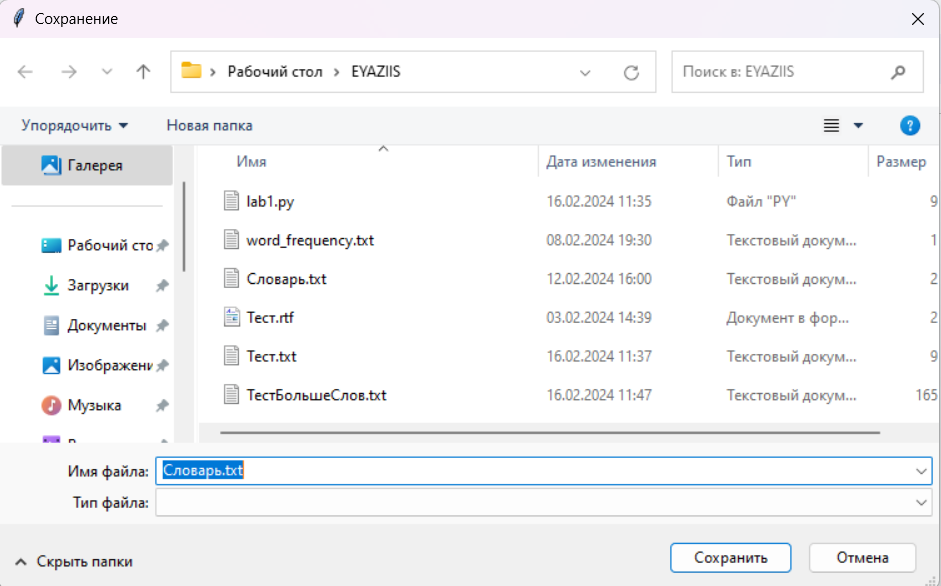 Сохранение
Рабочий стол EYAZIIS Поиск в: EYAZIIS
Упорядочить Новая папка ?
Галерея
Рабочий сто
Загрузки
Документы
Изображени
Музыка
Имя Дата изменения Тип Размер
lab1.py 16.02.2024 11:35 Файл "PY" 9
word_frequency.txt 08.02.2024 19:30 Текстовый докум... 1
Словарь.txt 12.02.2024 16:00 Текстовый докум... 2
Тест.rtf 03.02.2024 14:39 Документ в фор... 2
Тест.txt 16.02.2024 11:37 Текстовый докум... 9
ТестБольшеСлов.txt 16.02.2024 11:47 Текстовый докум... 165
Имя файла: Словарь.txt
Тип файла:
Скрыть папки Сохранить Отмена